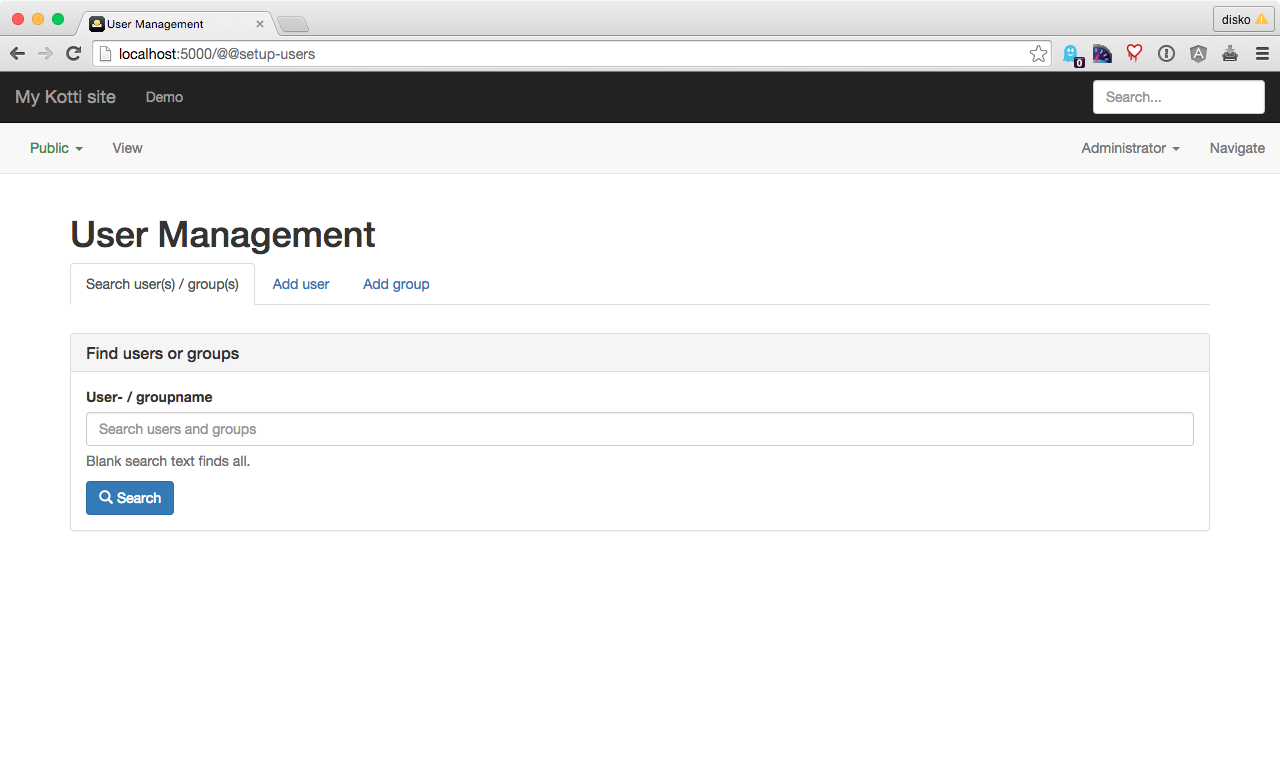 User Management
disko
localhost:5000/@@setup-users
0
My Kotti site Demo Search...
Public View Administrator Navigate
User Management
Search user(s) / group(s) Add user Add group
Find users or groups
User- / groupname
Search users and groups
Blank search text finds all.
Search